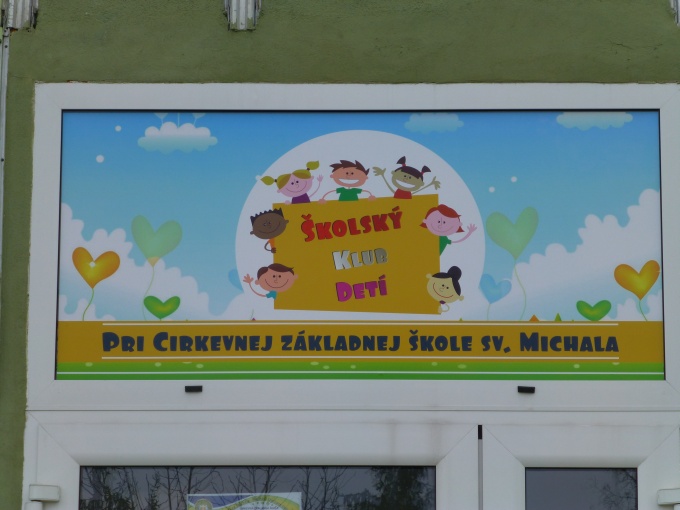 Školský
Klub
Detí
Pri Cirkevnej základnej škole sv. Michala